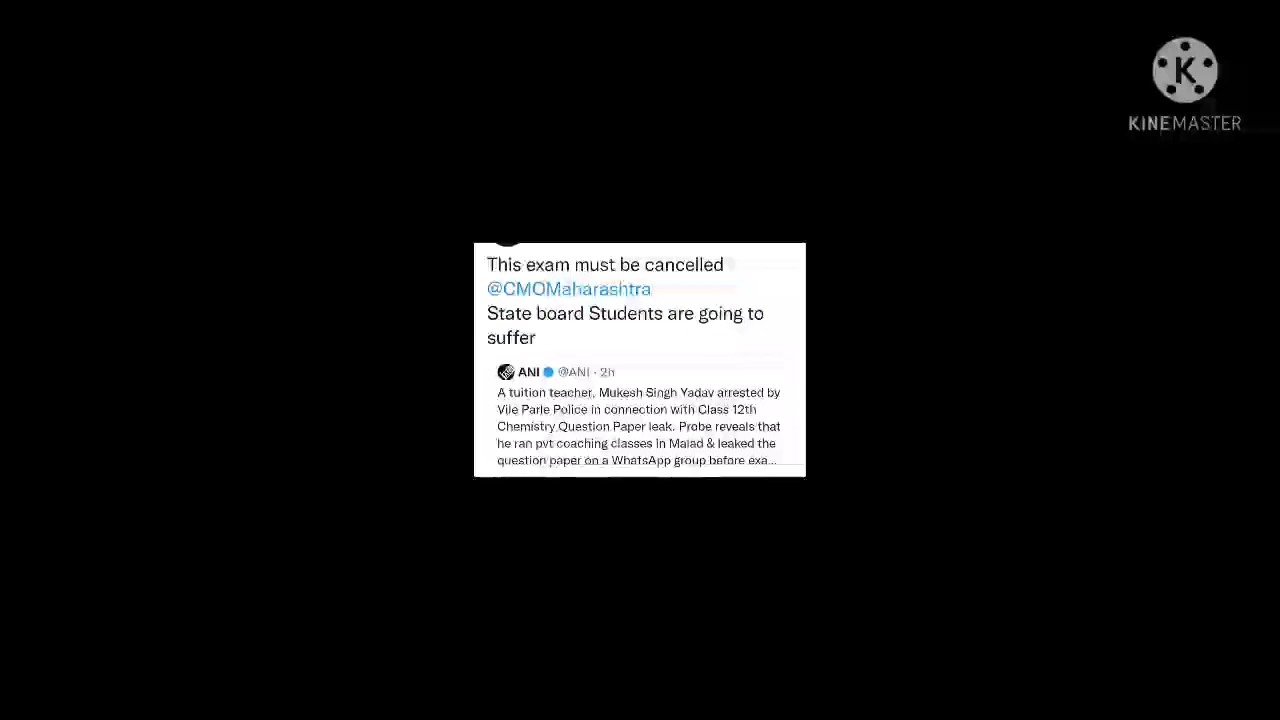 KINEMASTER
This exam must be cancelled
@CMOMaharashtra
State board Students are going to
suffer
ANI @ANI · 2h
A tuition teacher, Mukesh Singh Yadav arrested by
Vile Parle Police in connection with Class 12th
Chemistry Question Paper leak. Probe reveals that
he ran pvt coaching classes in Malad & leaked the
question paper on a WhatsApp group before exa...